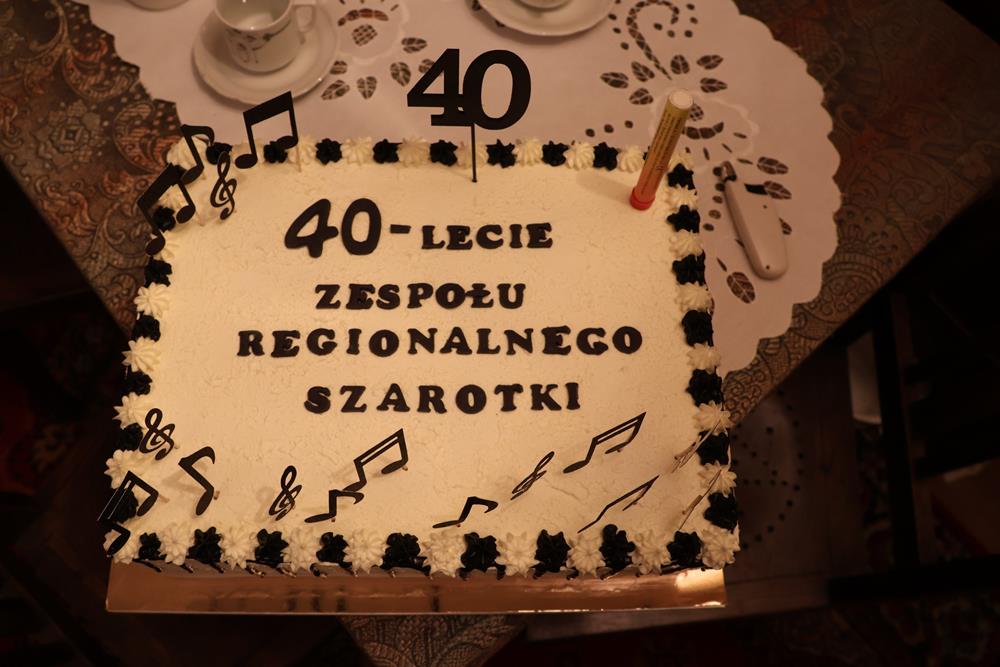 40
40-LECIE
ZESPOŁU
REGIONALNEGO
SZAROTKI